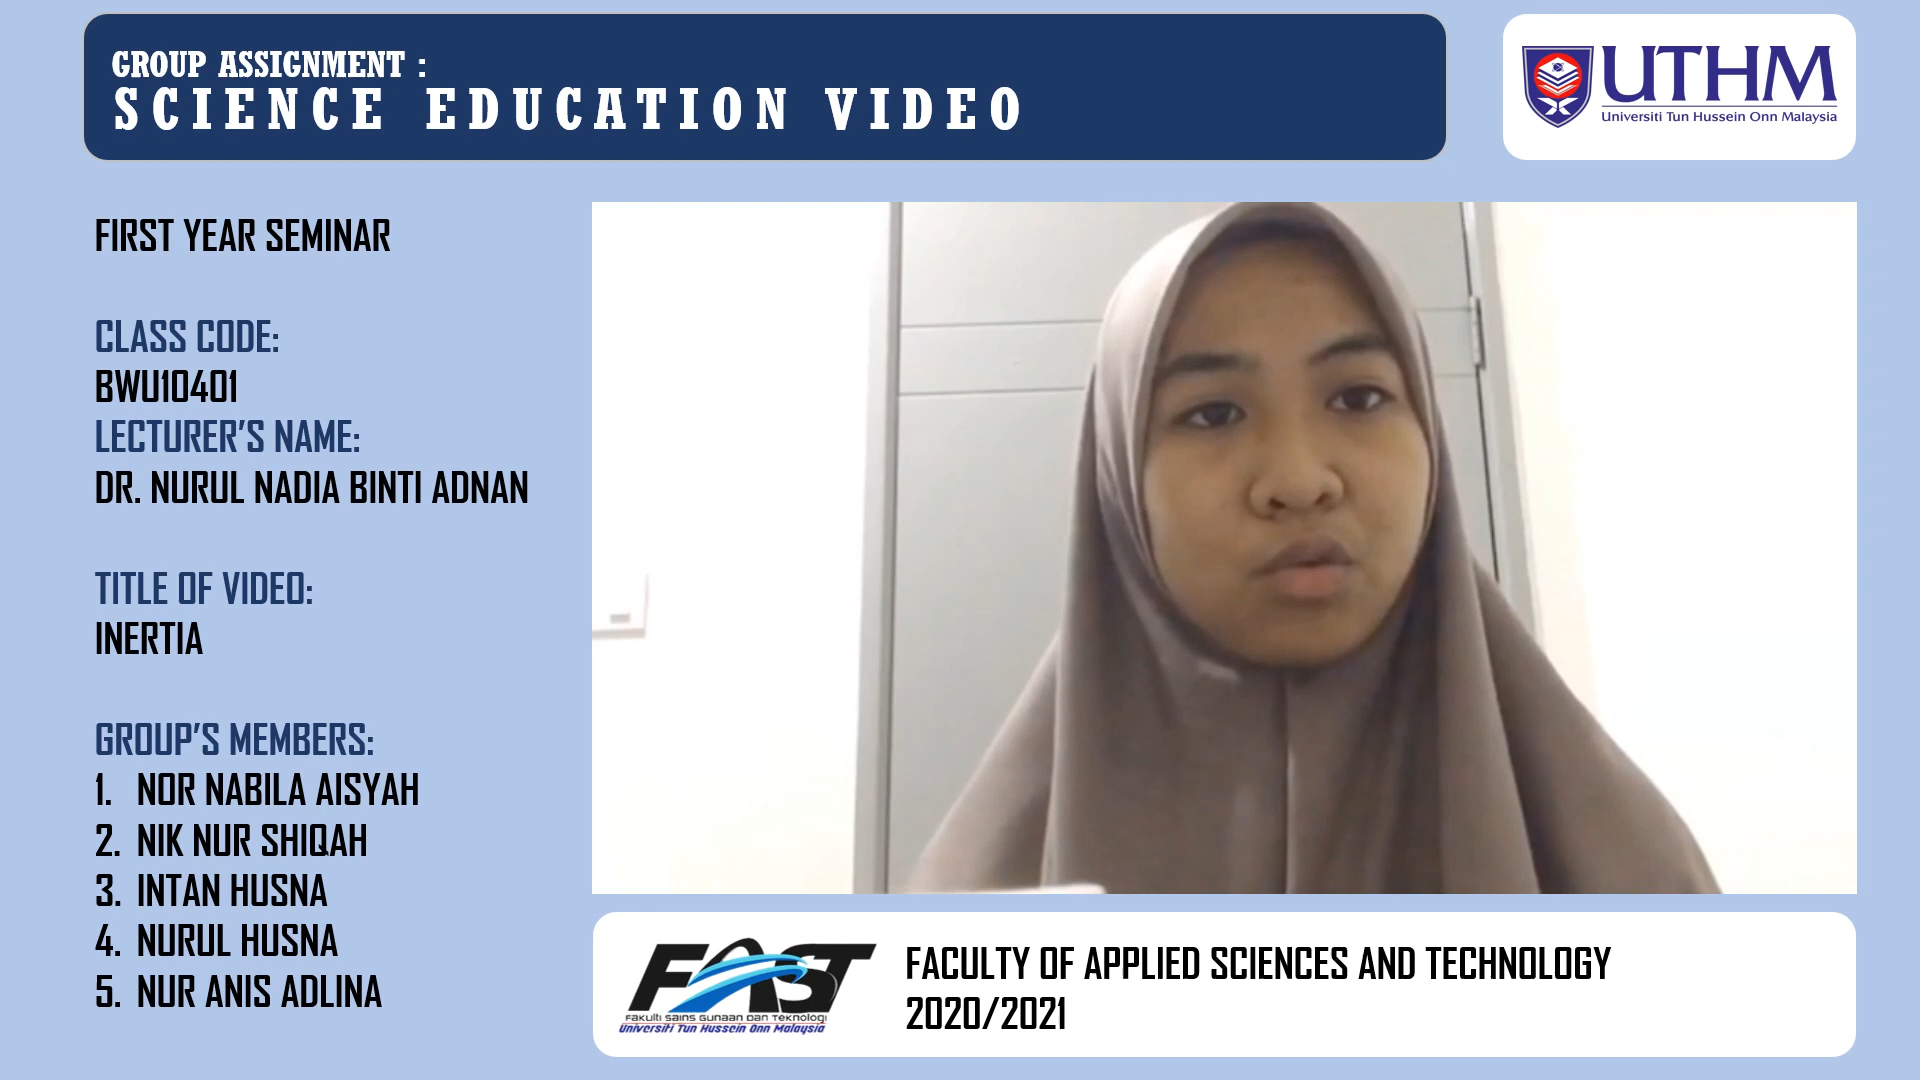 GROUP ASSIGNMENT :
SCIENCE EDUCATION VIDEO
UTHM
Universiti Tun Hussein Onn Malaysia
FIRST YEAR SEMINAR
CLASS CODE:
BWU10401
LECTURER’S NAME:
DR. NURUL NADIA BINTI ADNAN
TITLE OF VIDEO:
INERTIA
GROUP’S MEMBERS:
1. NOR NABILA AISYAH
2. NIK NUR SHIQAH
3. INTAN HUSNA
4. NURUL HUSNA
5. NUR ANIS ADLINA
FAST
Fakulti Sains Gunaan dan Teknologi
Universiti Tun Hussein Onn Malaysia
FACULTY OF APPLIED SCIENCES AND TECHNOLOGY
2020/2021